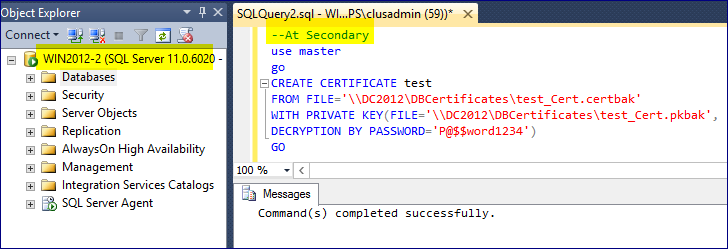 Object Explorer
Connect
WIN2012-2 (SQL Server 11.0.6020 -
Databases
Security
Server Objects
Replication
AlwaysOn High Availability
Management
Integration Services Catalogs
SQL Server Agent
SQLQuery2.sql - WI...PS\clusadmin (59))*
--At Secondary
use master
go
CREATE CERTIFICATE test
FROM FILE='\\DC2012\DBCertificates\test_Cert.certbak'
WITH PRIVATE KEY(FILE='\\DC2012\DBCertificates\test_Cert.pkbak',
DECRYPTION BY PASSWORD='P@$$word1234')
GO
100 %
Messages
Command(s) completed successfully.